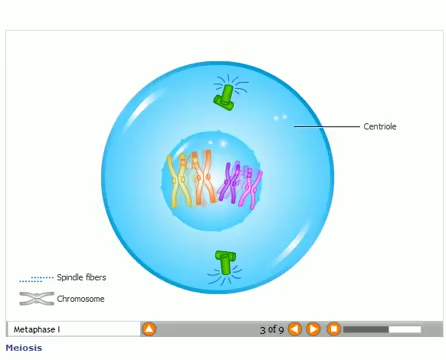 Centriole
Spindle fibers
Chromosome
Metaphase I
3 of 9
Meiosis